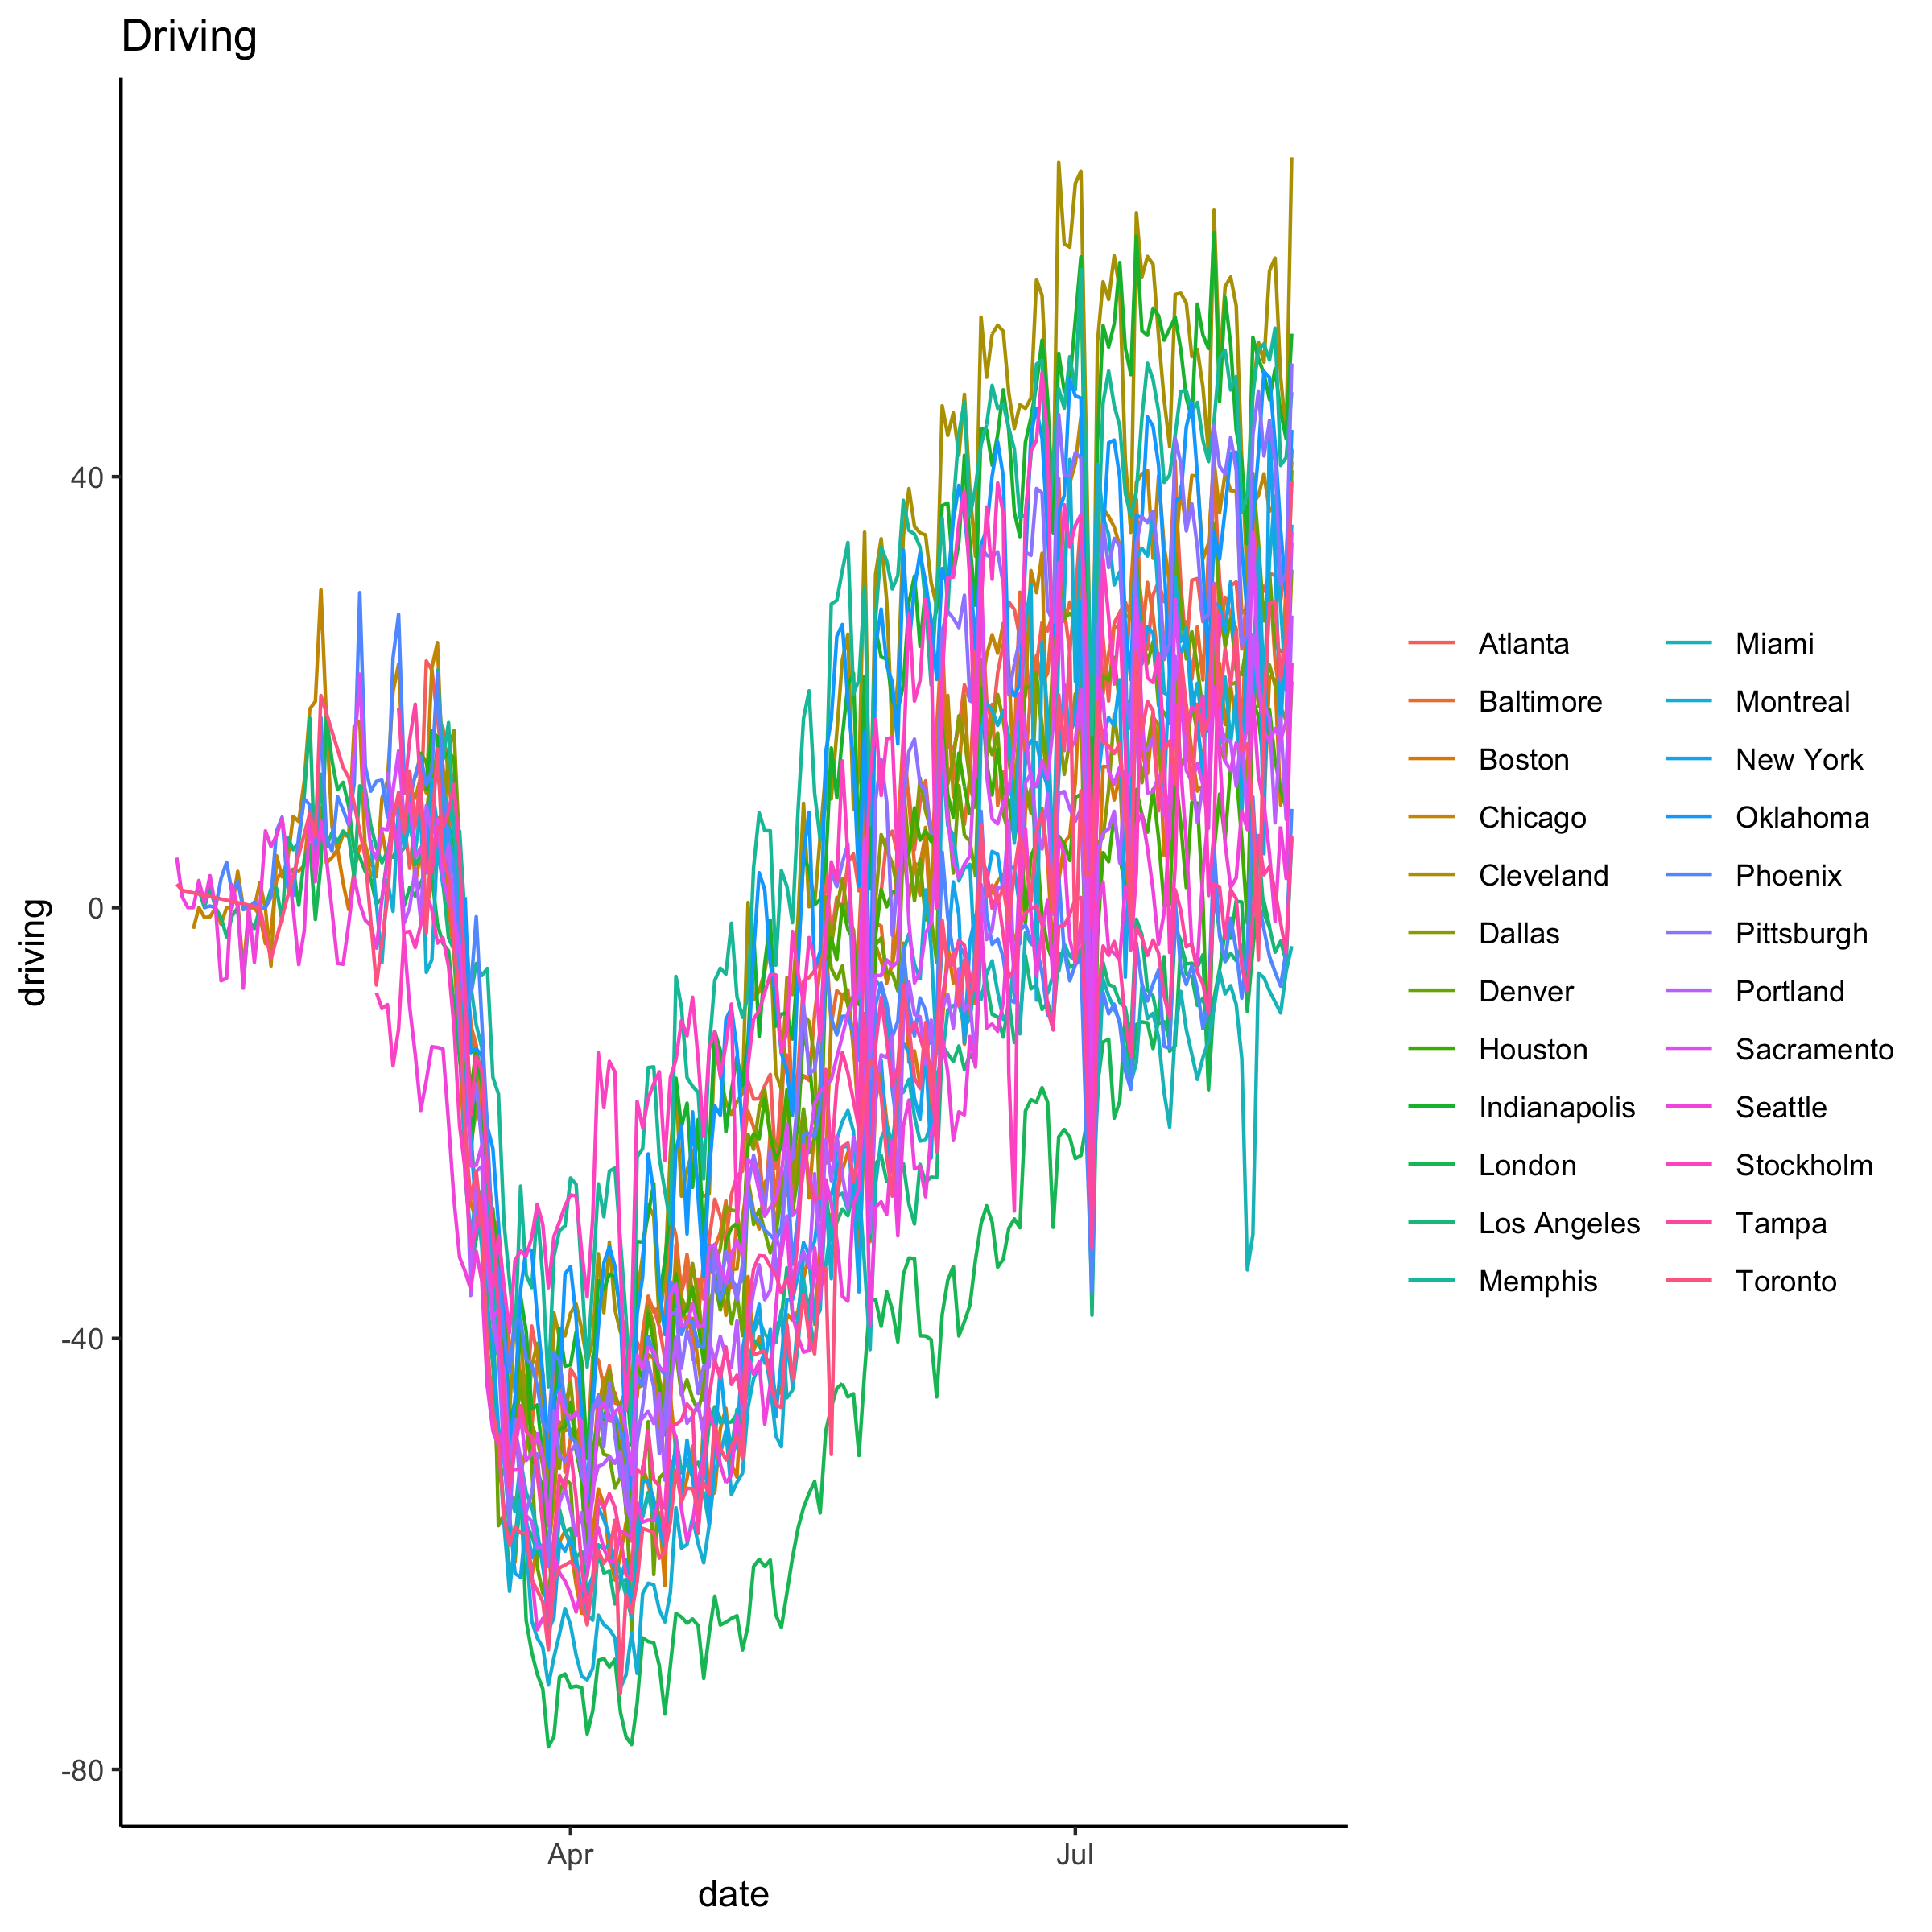 Driving
driving
40
0
-40
-80
Apr
Jul
date
Atlanta
Baltimore
Boston
Chicago
Cleveland
Dallas
Denver
Houston
Indianapolis
London
Los Angeles
Memphis
Miami
Montreal
New York
Oklahoma
Phoenix
Pittsburgh
Portland
Sacramento
Seattle
Stockholm
Tampa
Toronto